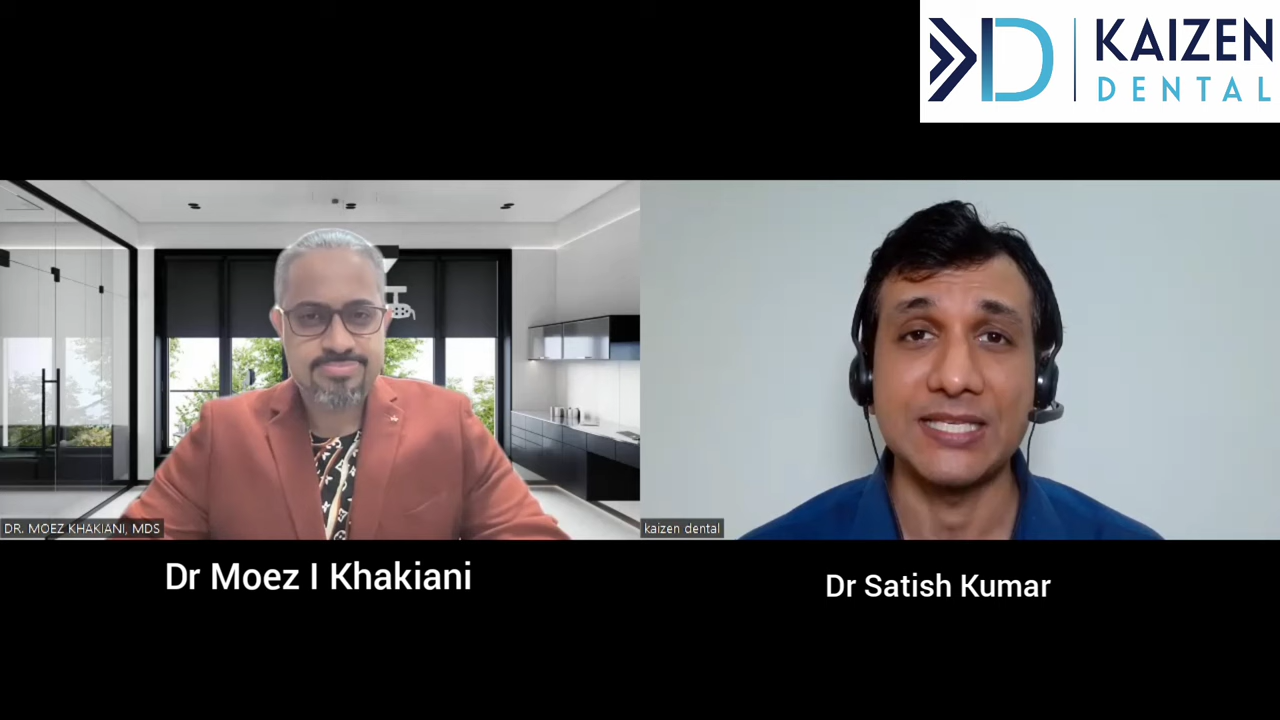 KAIZEN
DENTAL
DR. MOEZ KHAKIANI, MDS
kaizen dental
Dr Moez I Khakiani
Dr Satish Kumar